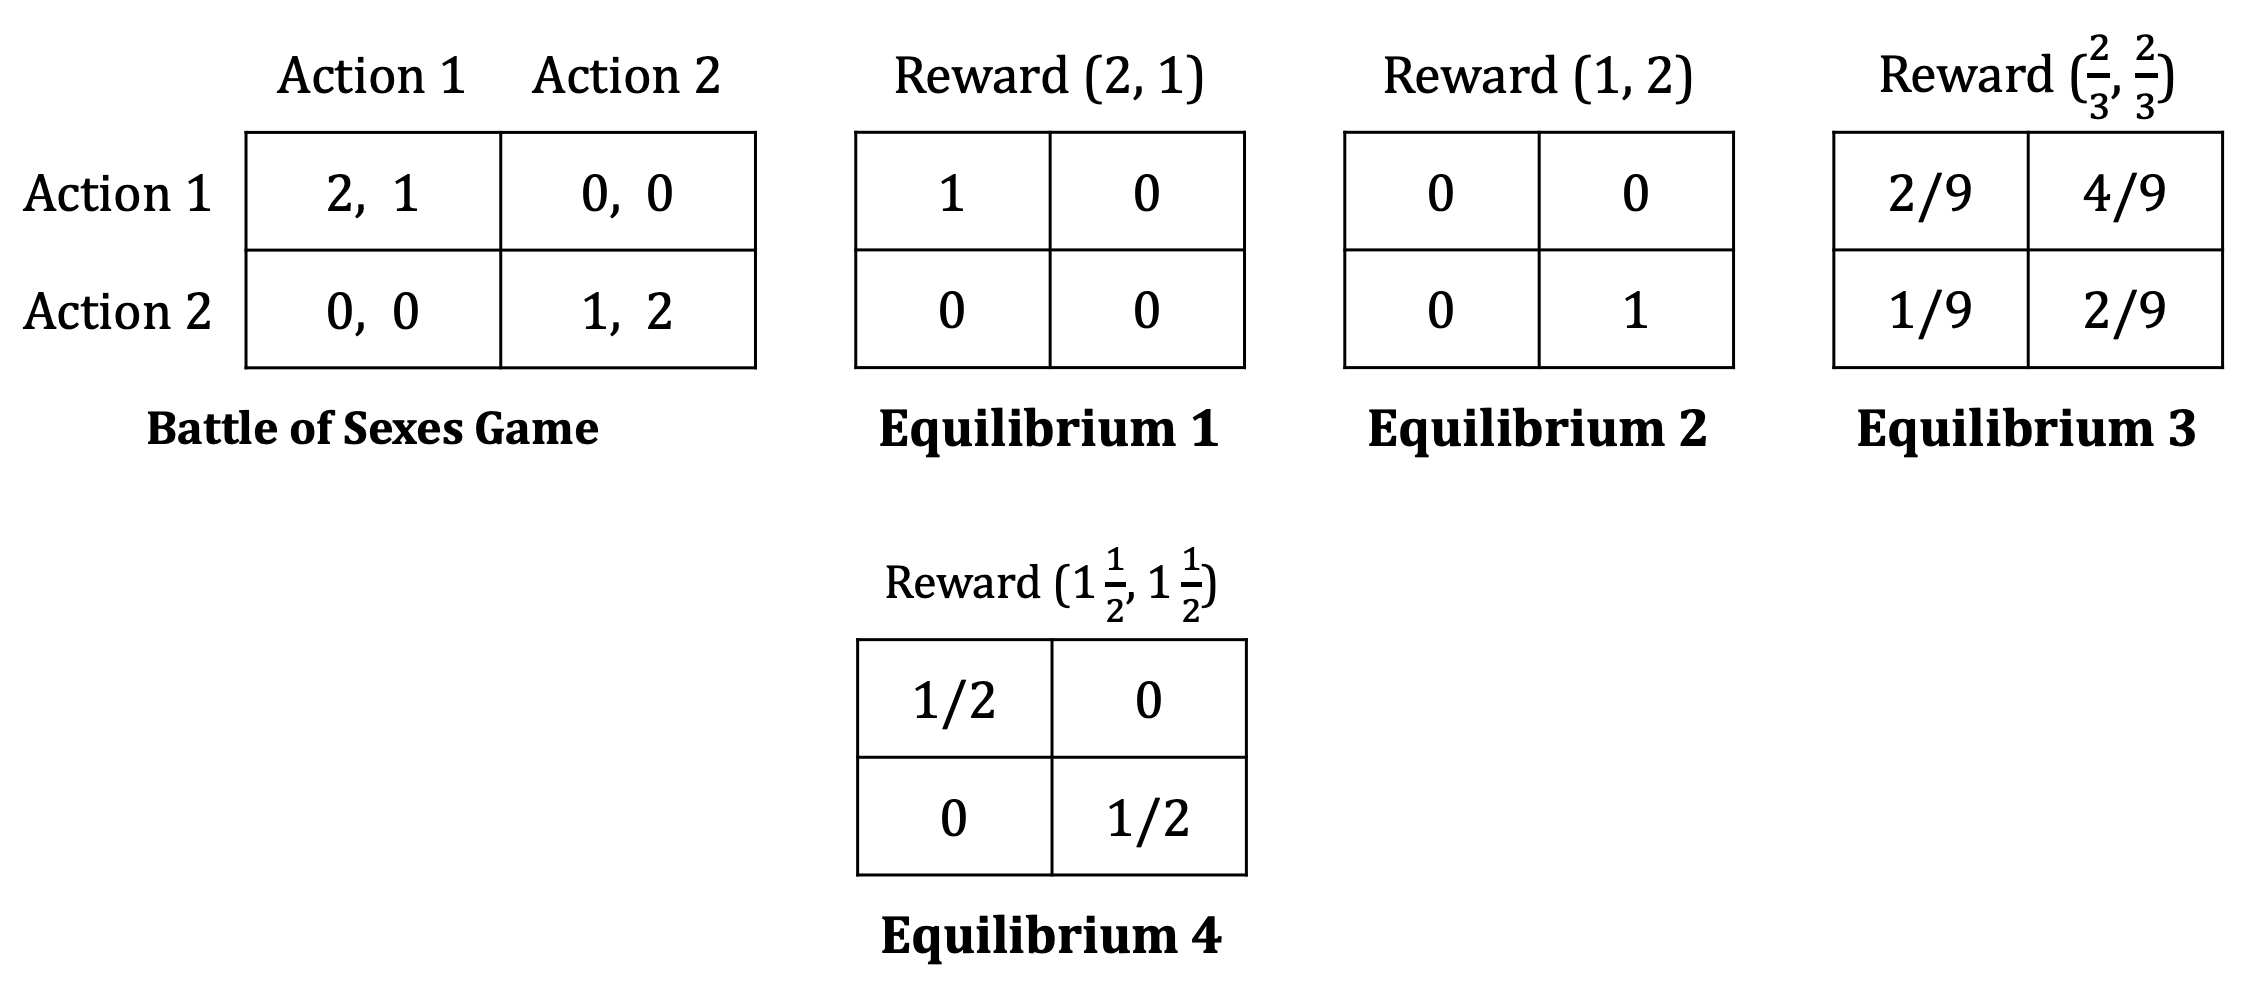 Action 1 Action 2 Reward (2, 1) Reward (1, 2) Reward (2/3, 2/3)
Action 1 2, 1 0, 0 1 0 0 0 2/9 4/9
Action 2 0, 0 1, 2 0 0 0 1 1/9 2/9
Battle of Sexes Game Equilibrium 1 Equilibrium 2 Equilibrium 3
Reward (1 1/2, 1 1/2)
1/2 0
0 1/2
Equilibrium 4